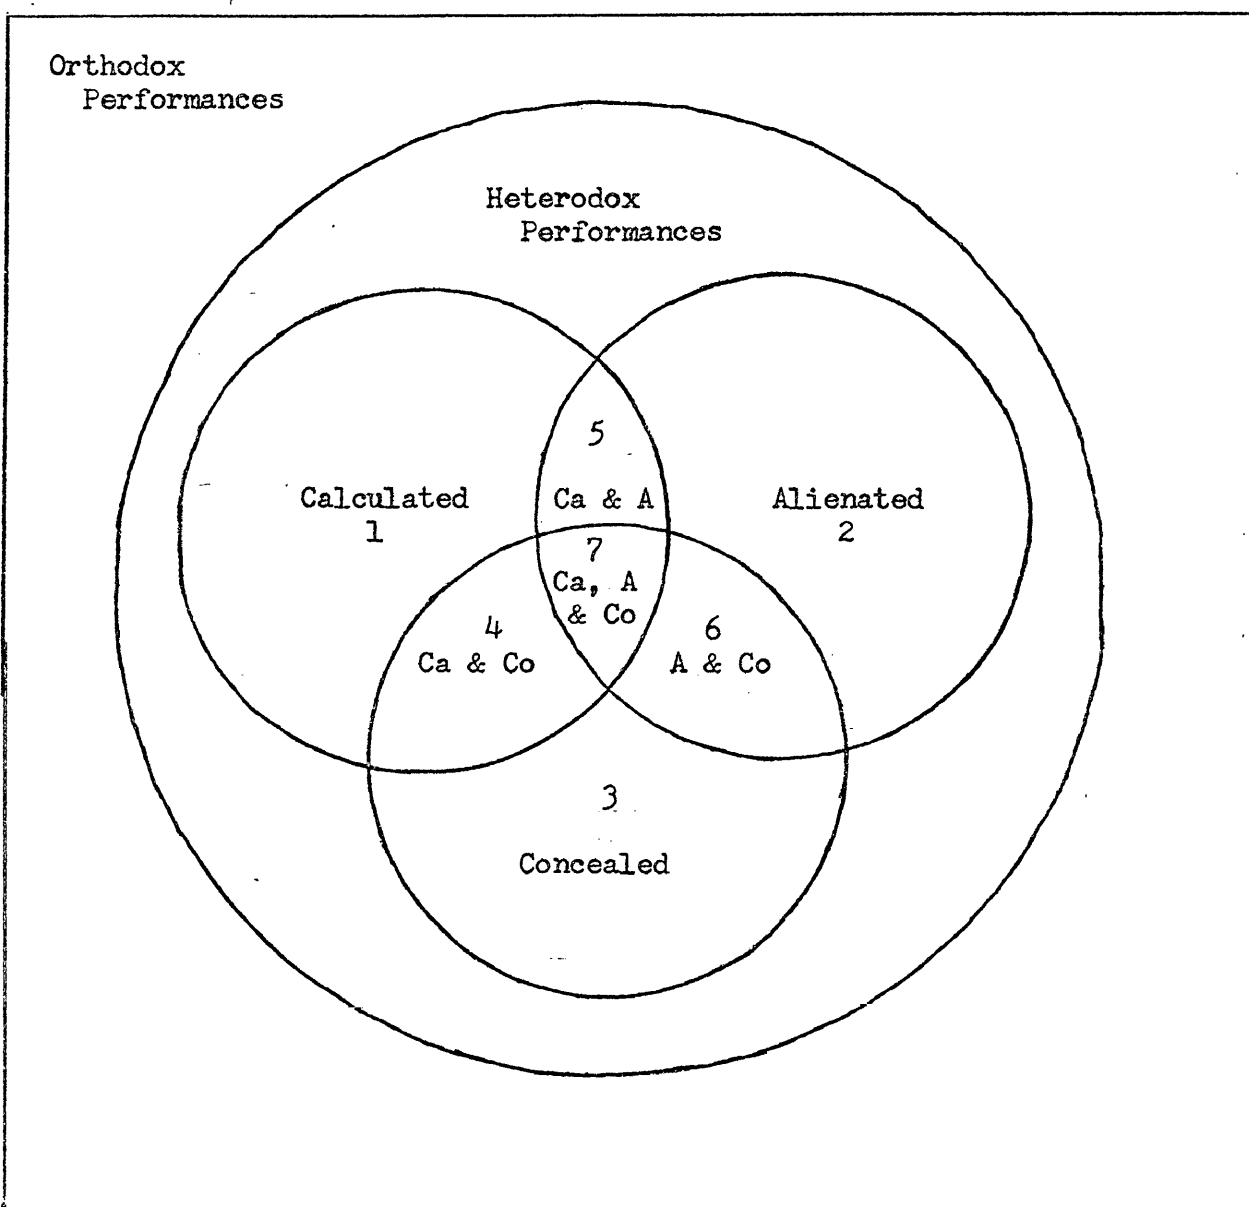 Orthodox
Performances
Heterodox
Performances
5
Calculated
1
Ca & A
Alienated
2
7
Ca, A
& Co
4
Ca & Co
6
A & Co
3
Concealed